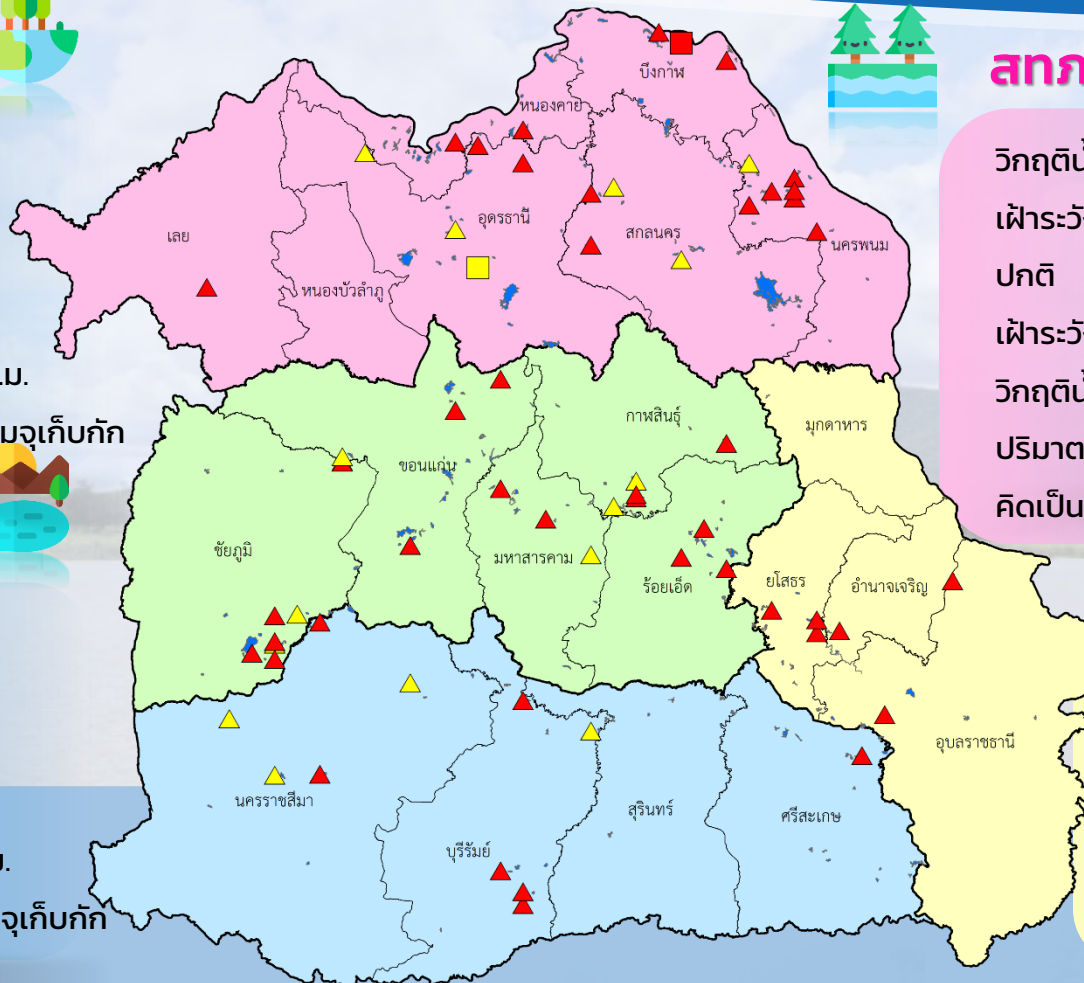 สทภ
บึงกาฬ
หนองคาย
วิกฤติน้
เฝ้าระวั
ปกติ
เฝ้าระวั
วิกฤติน้
ปริมาต
คิดเป็น
เลย
อุดรธานี
สกลนคร
นครพนม
หนองบัวลำภู
.ม.
มจุเก็บกัก
กาฬสินธุ์
มุกดาหาร
ขอนแก่น
ชัยภูมิ
มหาสารคาม
ร้อยเอ็ด
ยโสธร
อำนาจเจริญ
อุบลราชธานี
นครราชสีมา
บุรีรัมย์
สุรินทร์
ศรีสะเกษ
ม.
จุเก็บกัก